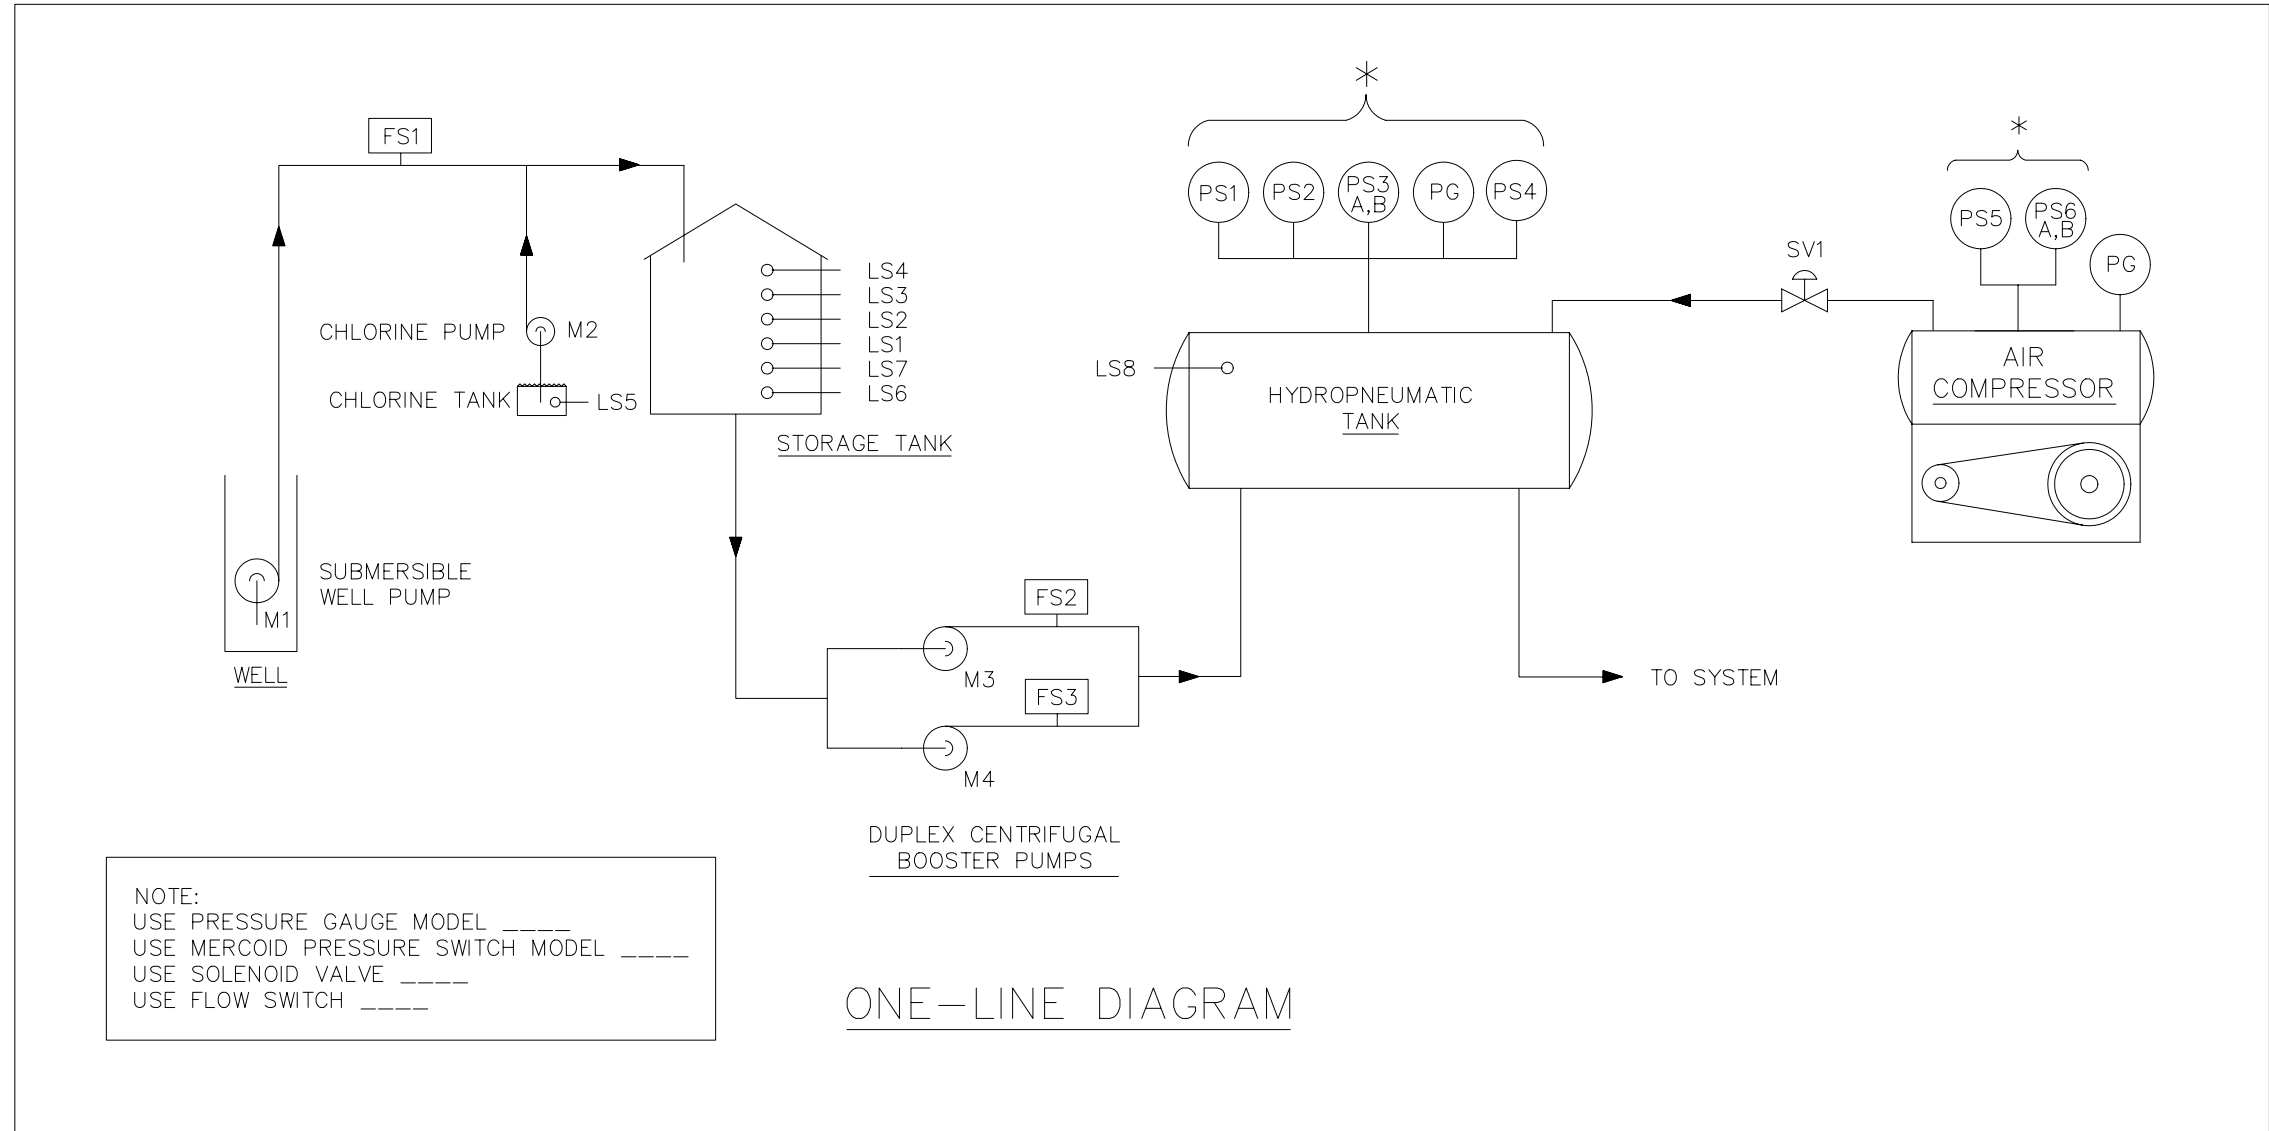 *
*
FS1
PS1
PS2
PS3
A,B
PG
PS4
PS5
PS6
A,B
PG
SV1
LS4
LS3
LS2
LS1
LS7
LS6
CHLORINE PUMP
M2
CHLORINE TANK
LS5
STORAGE TANK
LS8
HYDROPNEUMATIC
TANK
AIR
COMPRESSOR
SUBMERSIBLE
WELL PUMP
M1
WELL
FS2
M3
FS3
M4
TO SYSTEM
DUPLEX CENTRIFUGAL
BOOSTER PUMPS
NOTE:
USE PRESSURE GAUGE MODEL ____
USE MERCOID PRESSURE SWITCH MODEL ____
USE SOLENOID VALVE ____
USE FLOW SWITCH ____
ONE-LINE DIAGRAM